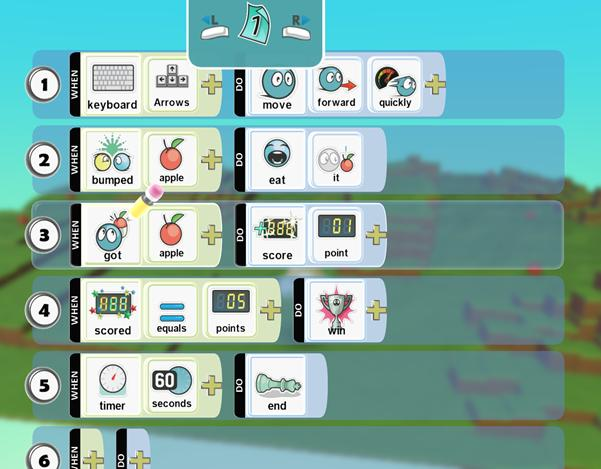 L 1 R
1 WHEN keyboard Arrows DO move forward quickly
2 WHEN bumped apple DO eat it
3 WHEN got apple DO score 01 point
4 WHEN scored equals 05 points DO win
5 WHEN timer 60 seconds DO end
6 WHEN DO